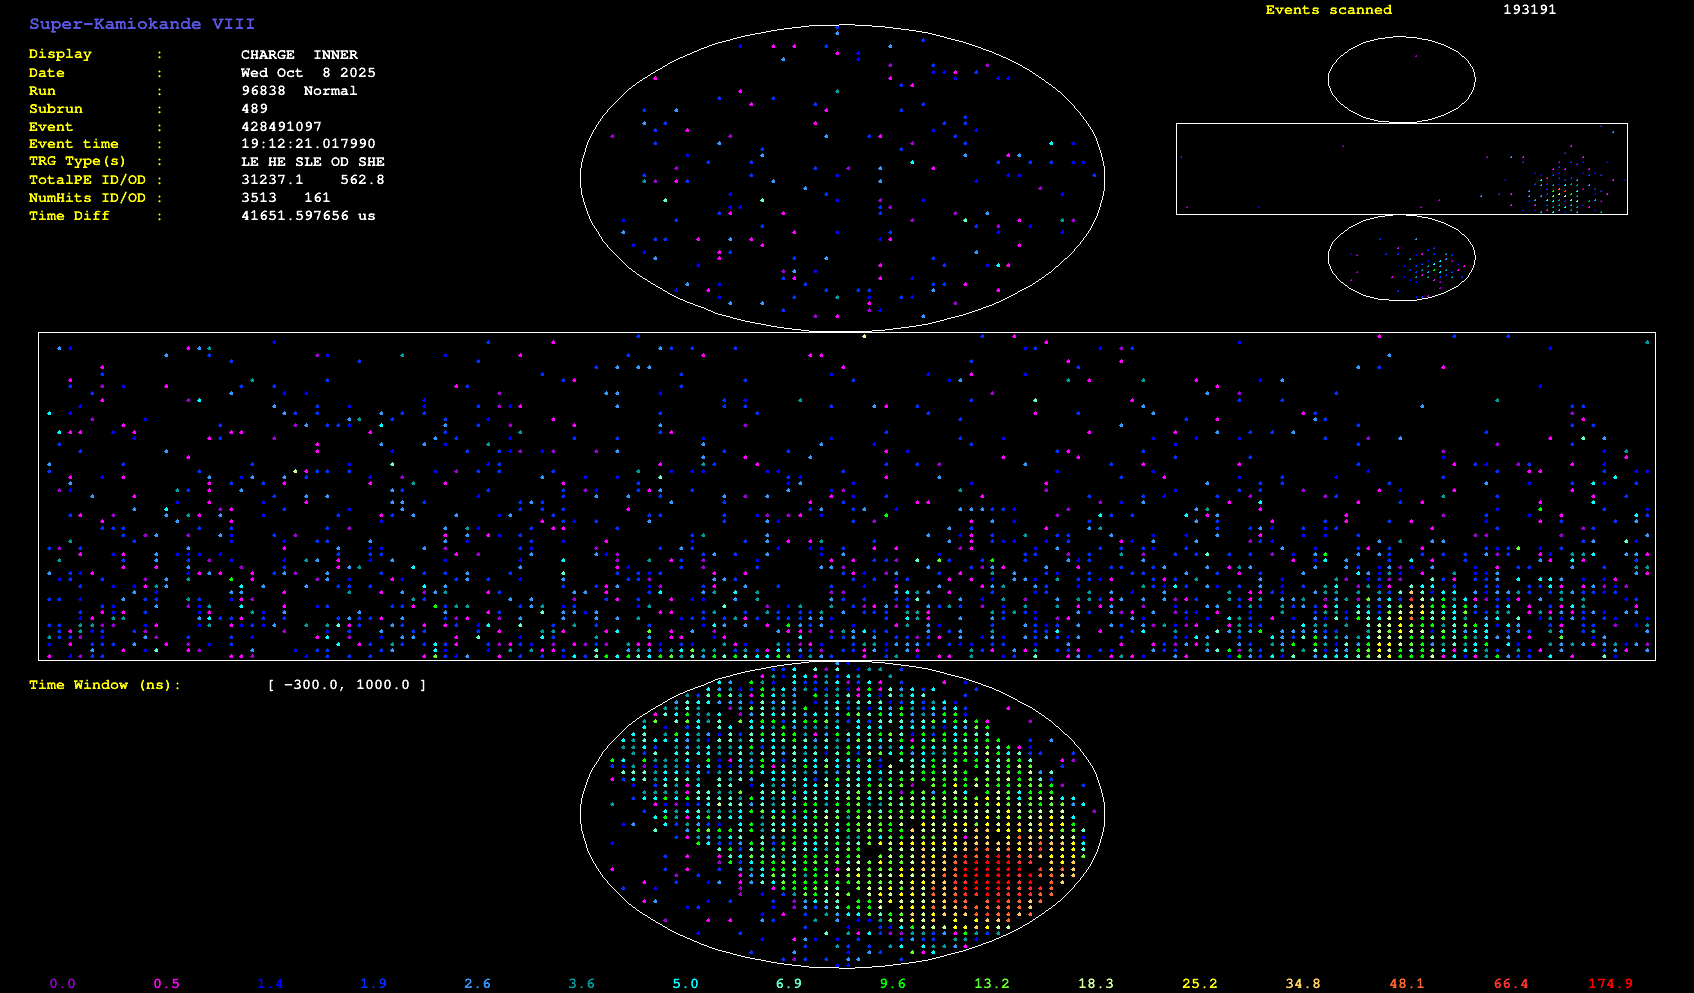 Super-Kamiokande VIII
Events scanned 193191
Display : CHARGE INNER
Date : Wed Oct 8 2025
Run : 96838 Normal
Subrun : 489
Event : 428491097
Event time : 19:12:21.017990
TRG Type(s) : LE HE SLE OD SHE
TotalPE ID/OD : 31237.1 562.8
NumHits ID/OD : 3513 161
Time Diff : 41651.597656 us
Time Window (ns): [ -300.0, 1000.0 ]
0.0 0.5 1.4 1.9 2.6 3.6 5.0 6.9 9.6 13.2 18.3 25.2 34.8 48.1 66.4 174.9